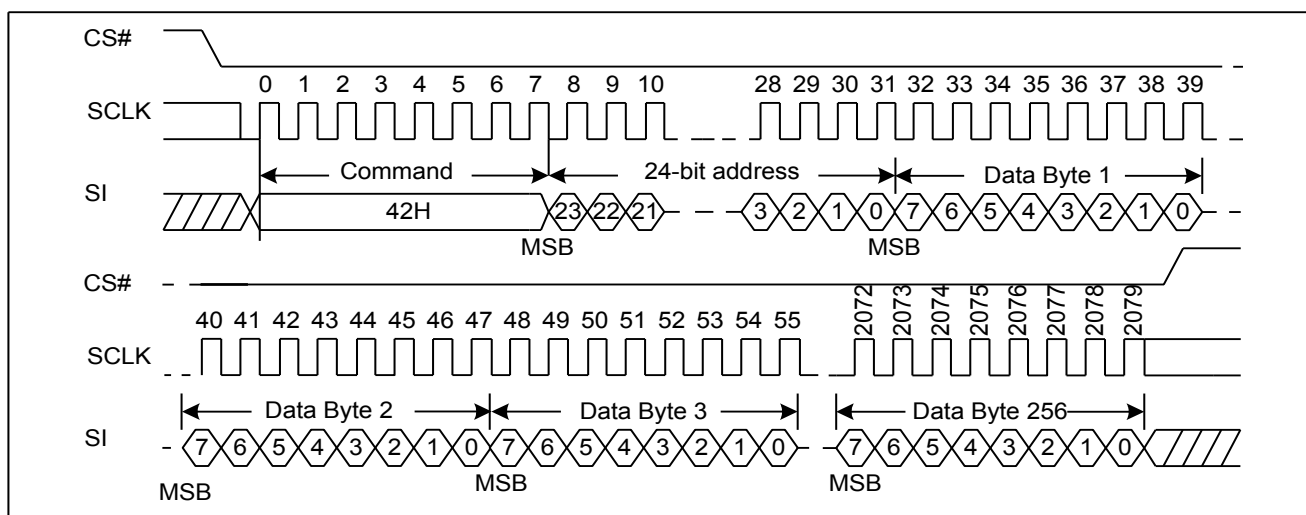 CS#
0 1 2 3 4 5 6 7 8 9 10 28 29 30 31 32 33 34 35 36 37 38 39
SCLK
Command 24-bit address Data Byte 1
SI
42H 23 22 21 3 2 1 0 7 6 5 4 3 2 1 0
MSB MSB
CS#
40 41 42 43 44 45 46 47 48 49 50 51 52 53 54 55 2072 2073 2074 2075 2076 2077 2078 2079
SCLK
Data Byte 2 Data Byte 3 Data Byte 256
SI
7 6 5 4 3 2 1 0 7 6 5 4 3 2 1 0 7 6 5 4 3 2 1 0
MSB MSB MSB